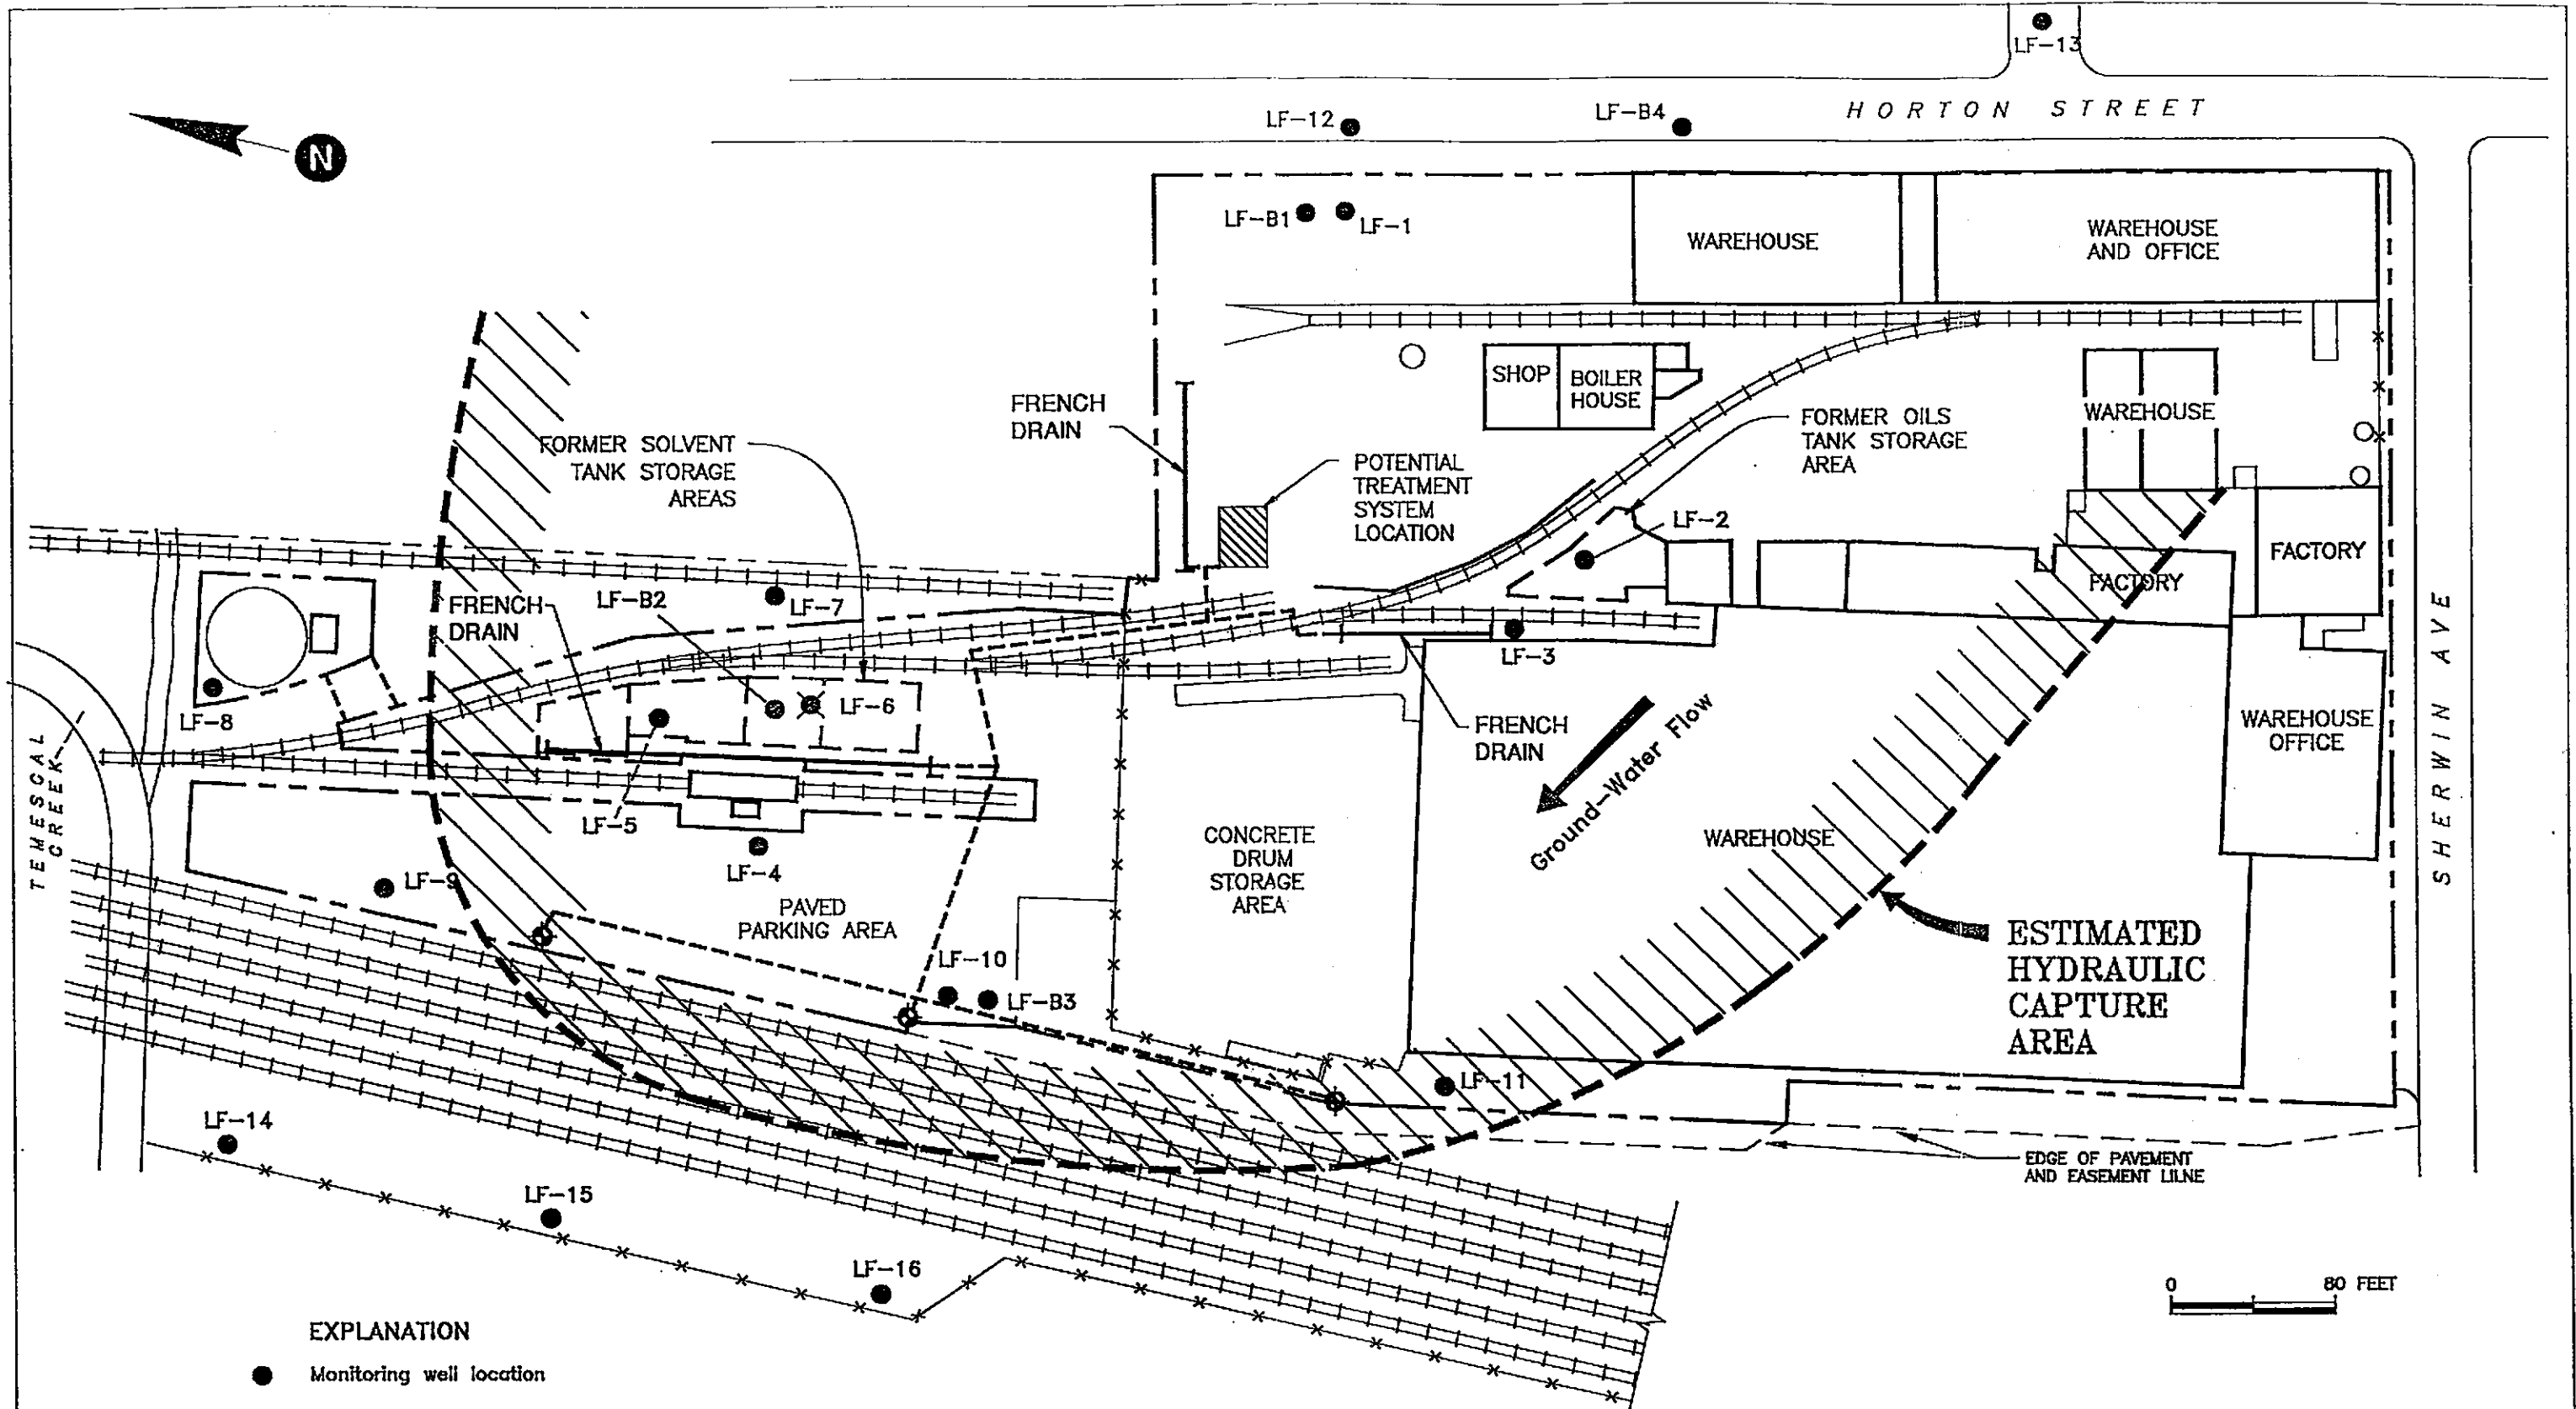 LF-13
HORTON STREET
LF-12
LF-B4
N
LF-B1
LF-1
WAREHOUSE
WAREHOUSE
AND OFFICE
SHOP
BOILER
HOUSE
FRENCH
DRAIN
FORMER SOLVENT
TANK STORAGE
AREAS
POTENTIAL
TREATMENT
SYSTEM
LOCATION
FORMER OILS
TANK STORAGE
AREA
WAREHOUSE
LF-2
FACTORY
FACTORY
FRENCH
DRAIN
LF-B2
LF-7
LF-3
LF-8
LF-6
FRENCH
DRAIN
Ground-Water Flow
WAREHOUSE
OFFICE
SHERWIN AVE
TEMESCAL
CREEK
LF-5
LF-4
CONCRETE
DRUM
STORAGE
AREA
WAREHOUSE
LF-9
PAVED
PARKING AREA
LF-10
LF-B3
ESTIMATED
HYDRAULIC
CAPTURE
AREA
LF-11
LF-14
EDGE OF PAVEMENT
AND EASEMENT LILNE
LF-15
LF-16
0 80 FEET
EXPLANATION
Monitoring well location